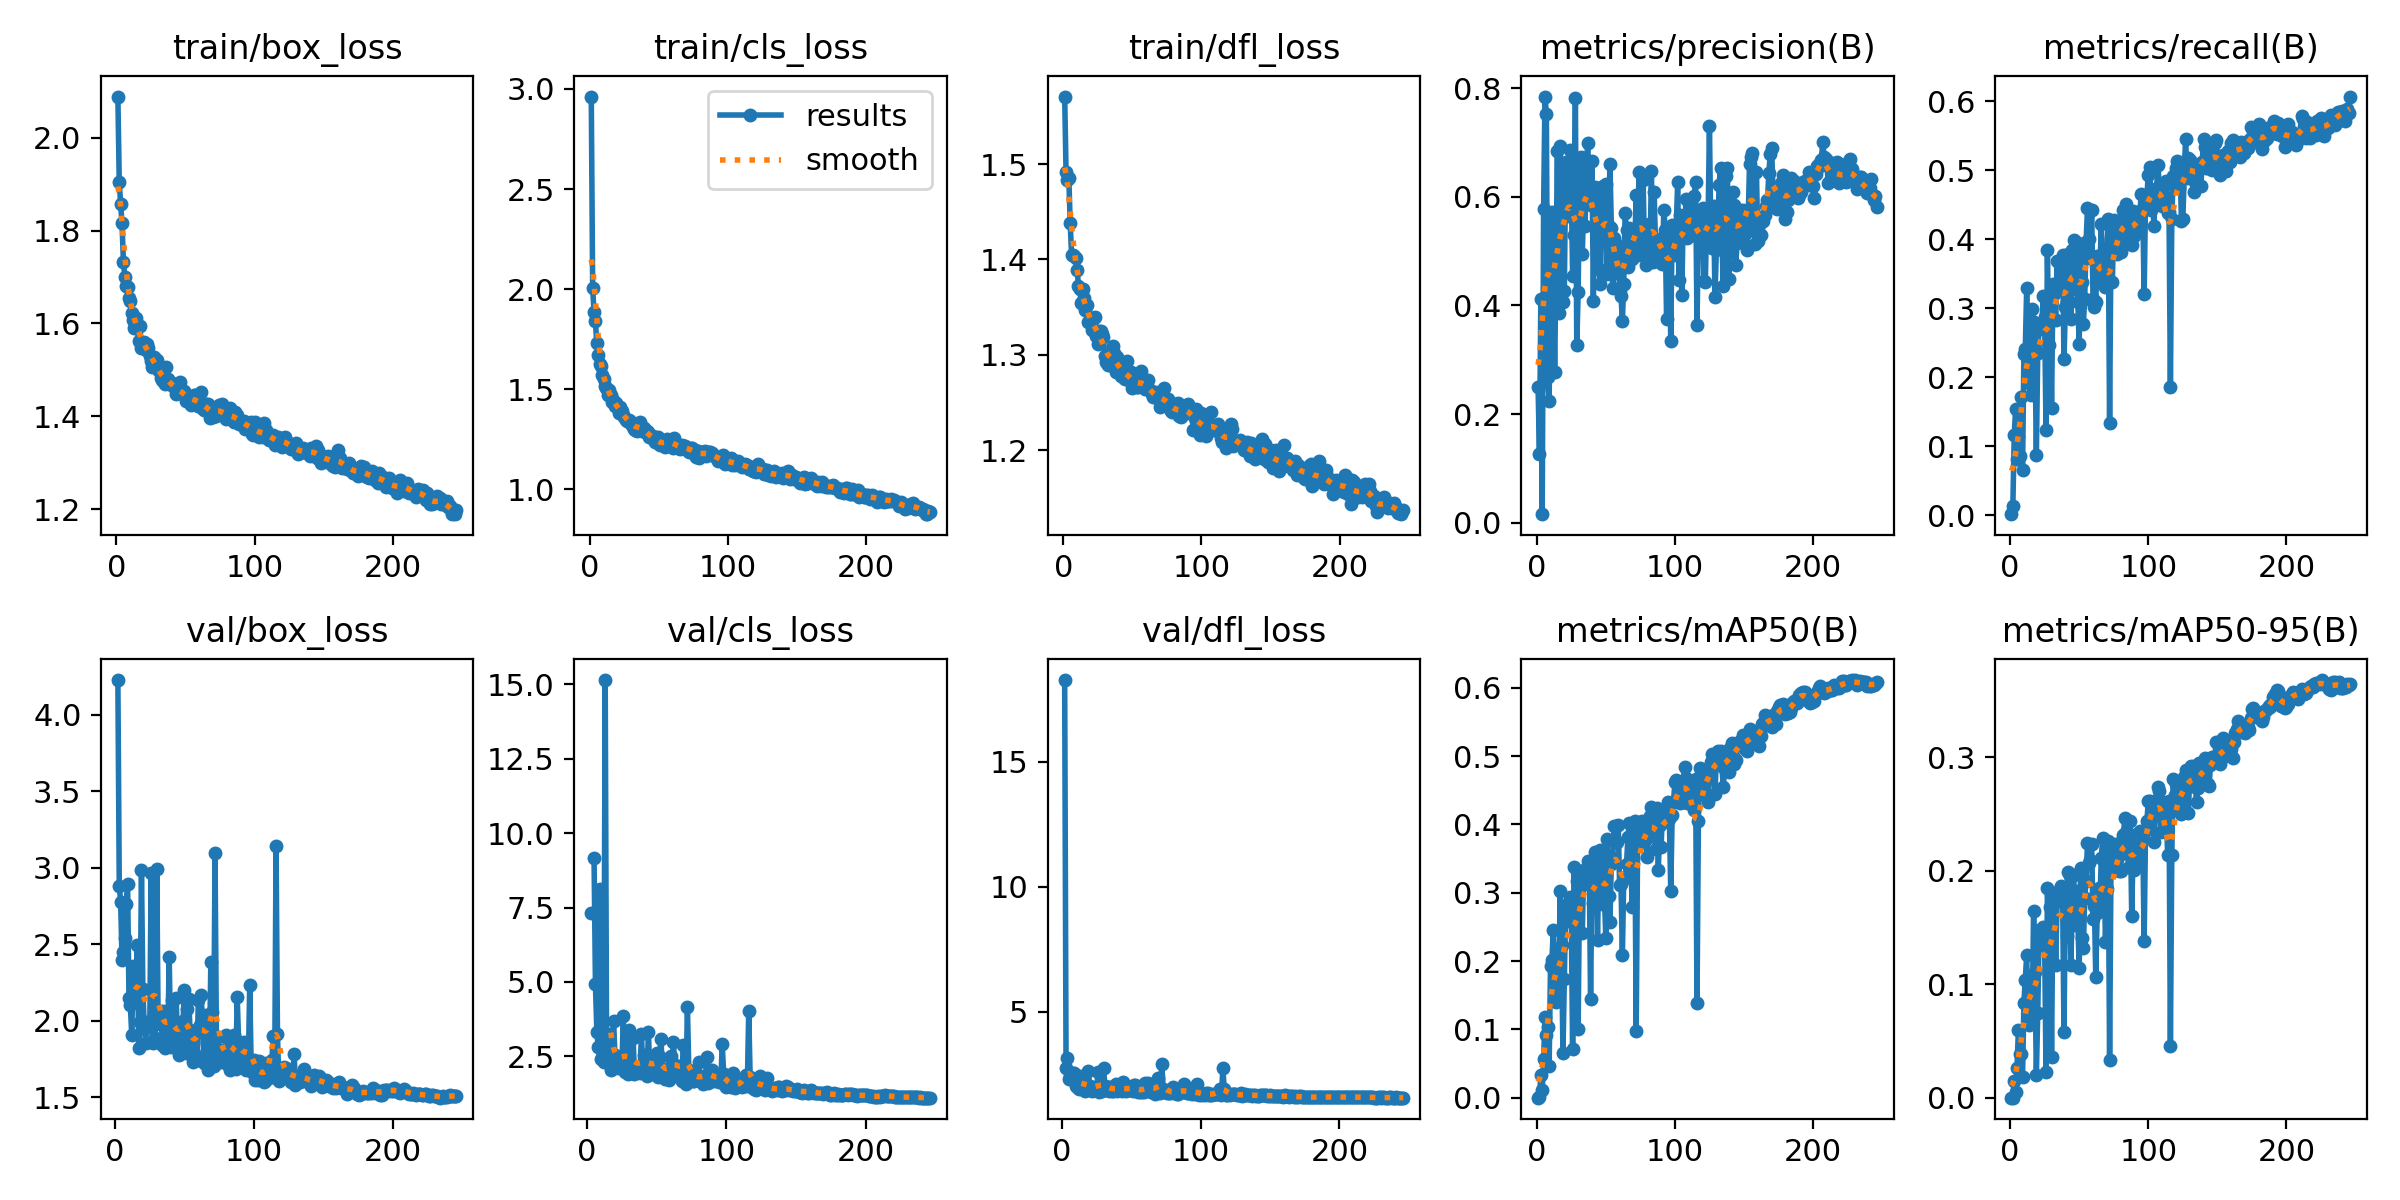 train/box_loss
2.0
1.8
1.6
1.4
1.2
0 100 200
train/cls_loss
3.0
2.5
2.0
1.5
1.0
results
smooth
0 100 200
train/dfl_loss
1.5
1.4
1.3
1.2
0 100 200
metrics/precision(B)
0.8
0.6
0.4
0.2
0.0
0 100 200
metrics/recall(B)
0.6
0.5
0.4
0.3
0.2
0.1
0.0
0 100 200
val/box_loss
4.0
3.5
3.0
2.5
2.0
1.5
0 100 200
val/cls_loss
15.0
12.5
10.0
7.5
5.0
2.5
0 100 200
val/dfl_loss
15
10
5
0 100 200
metrics/mAP50(B)
0.6
0.5
0.4
0.3
0.2
0.1
0.0
0 100 200
metrics/mAP50-95(B)
0.3
0.2
0.1
0.0
0 100 200